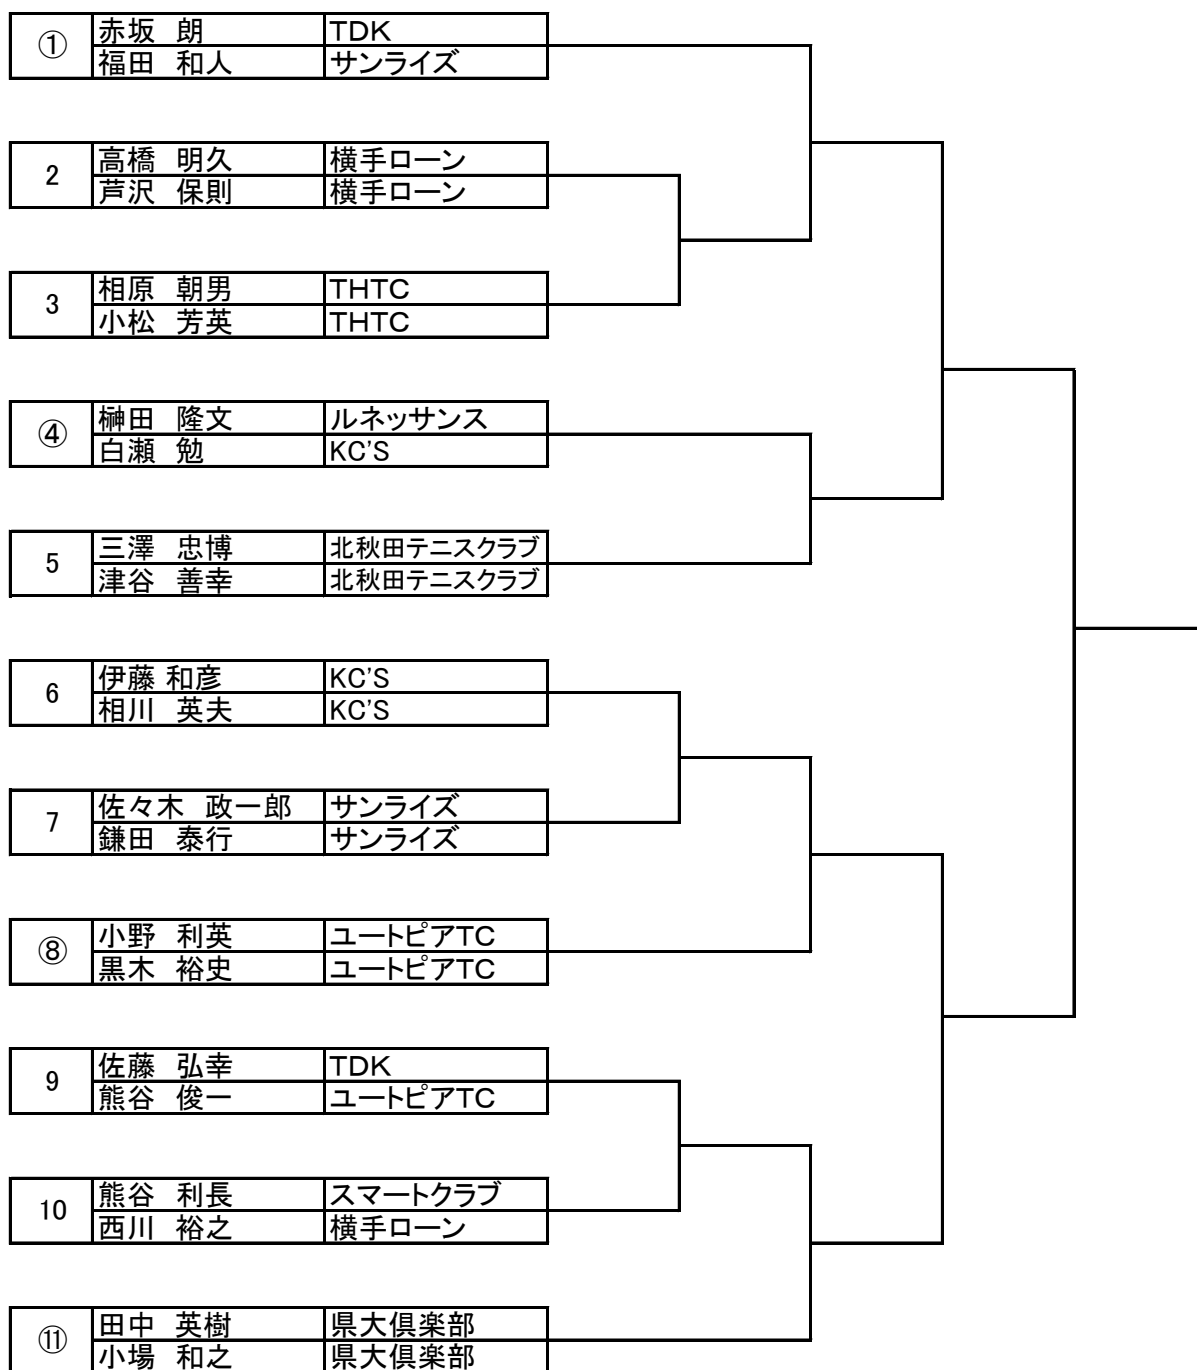 ①
赤坂　朗 TDK
福田　和人 サンライズ
2
高橋　明久 横手ローン
芦沢　保則 横手ローン
3
相原　朝男 THTC
小松　芳英 THTC
④
榊田　隆文 ルネッサンス
白瀬　勉 KC'S
5
三澤　忠博 北秋田テニスクラブ
津谷　善幸 北秋田テニスクラブ
6
伊藤 和彦 KC'S
相川　英夫 KC'S
7
佐々木　政一郎 サンライズ
鎌田　泰行 サンライズ
⑧
小野　利英 ユートピアTC
黒木　裕史 ユートピアTC
9
佐藤　弘幸 TDK
熊谷　俊一 ユートピアTC
10
熊谷　利長 スマートクラブ
西川　裕之 横手ローン
⑪
田中　英樹 県大倶楽部
小場　和之 県大倶楽部